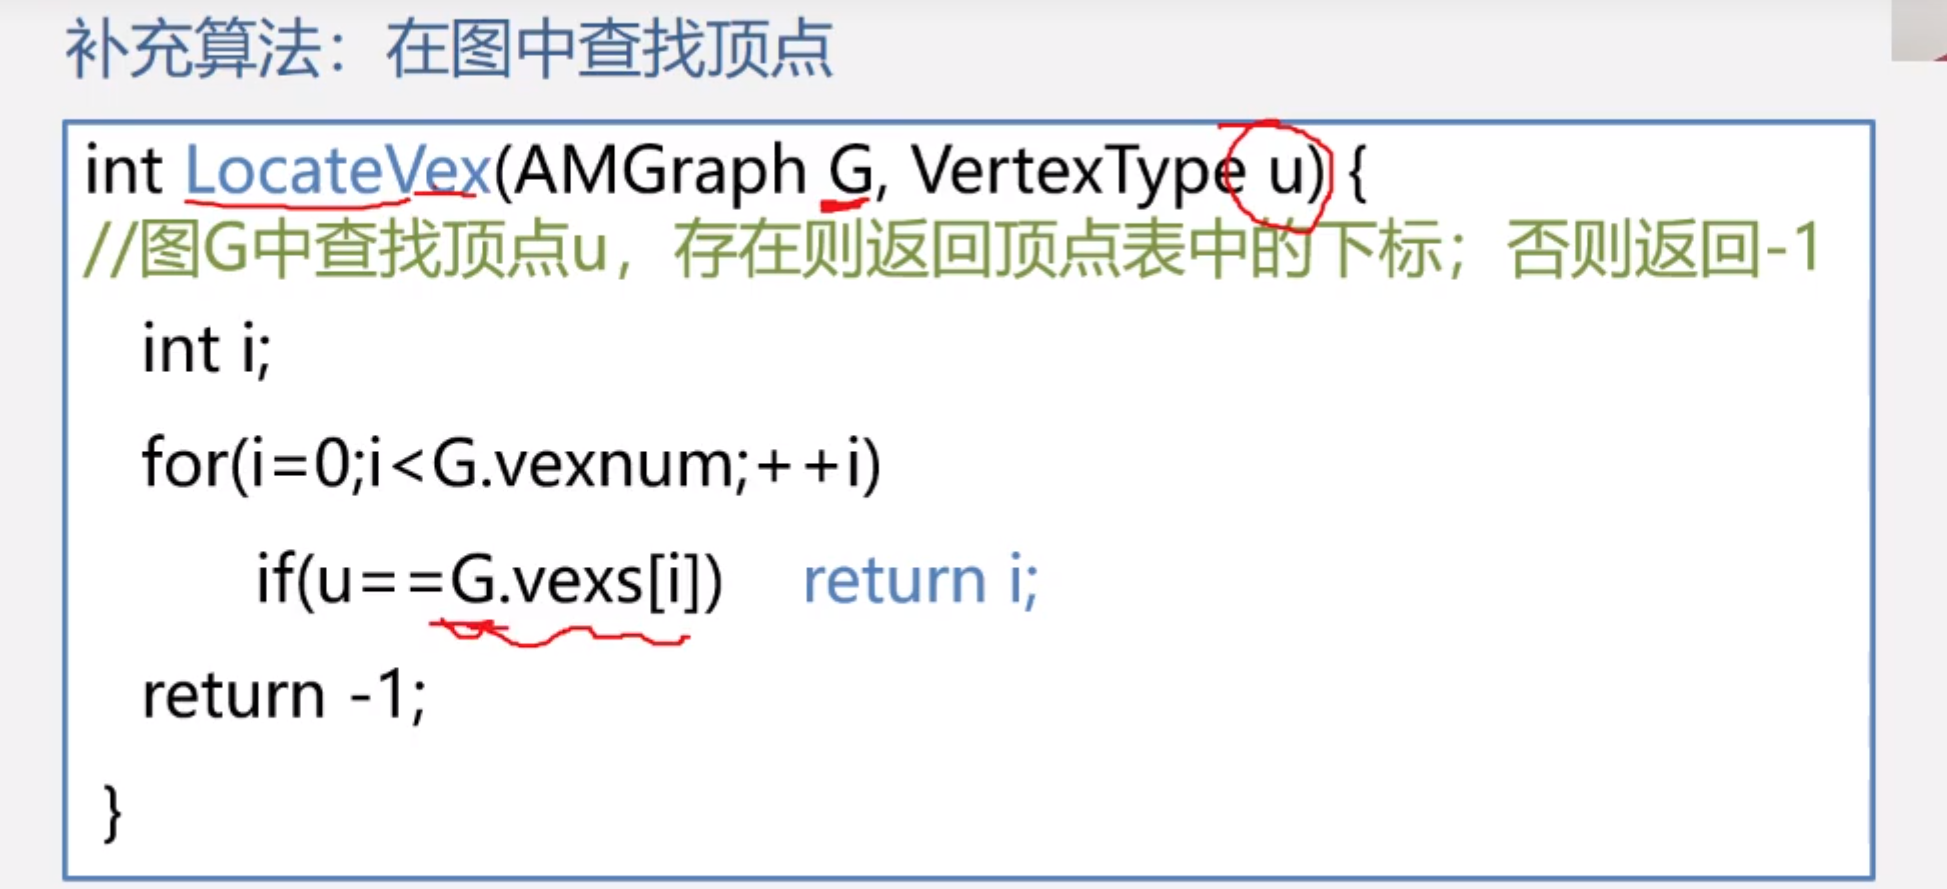 补充算法：在图中查找顶点
int LocateVex(AMGraph G, VertexType u) {
//图G中查找顶点u，存在则返回顶点表中的下标；否则返回-1
int i;
for(i=0;i<G.vexnum;++i)
if(u==G.vexs[i]) return i;
return -1;
}